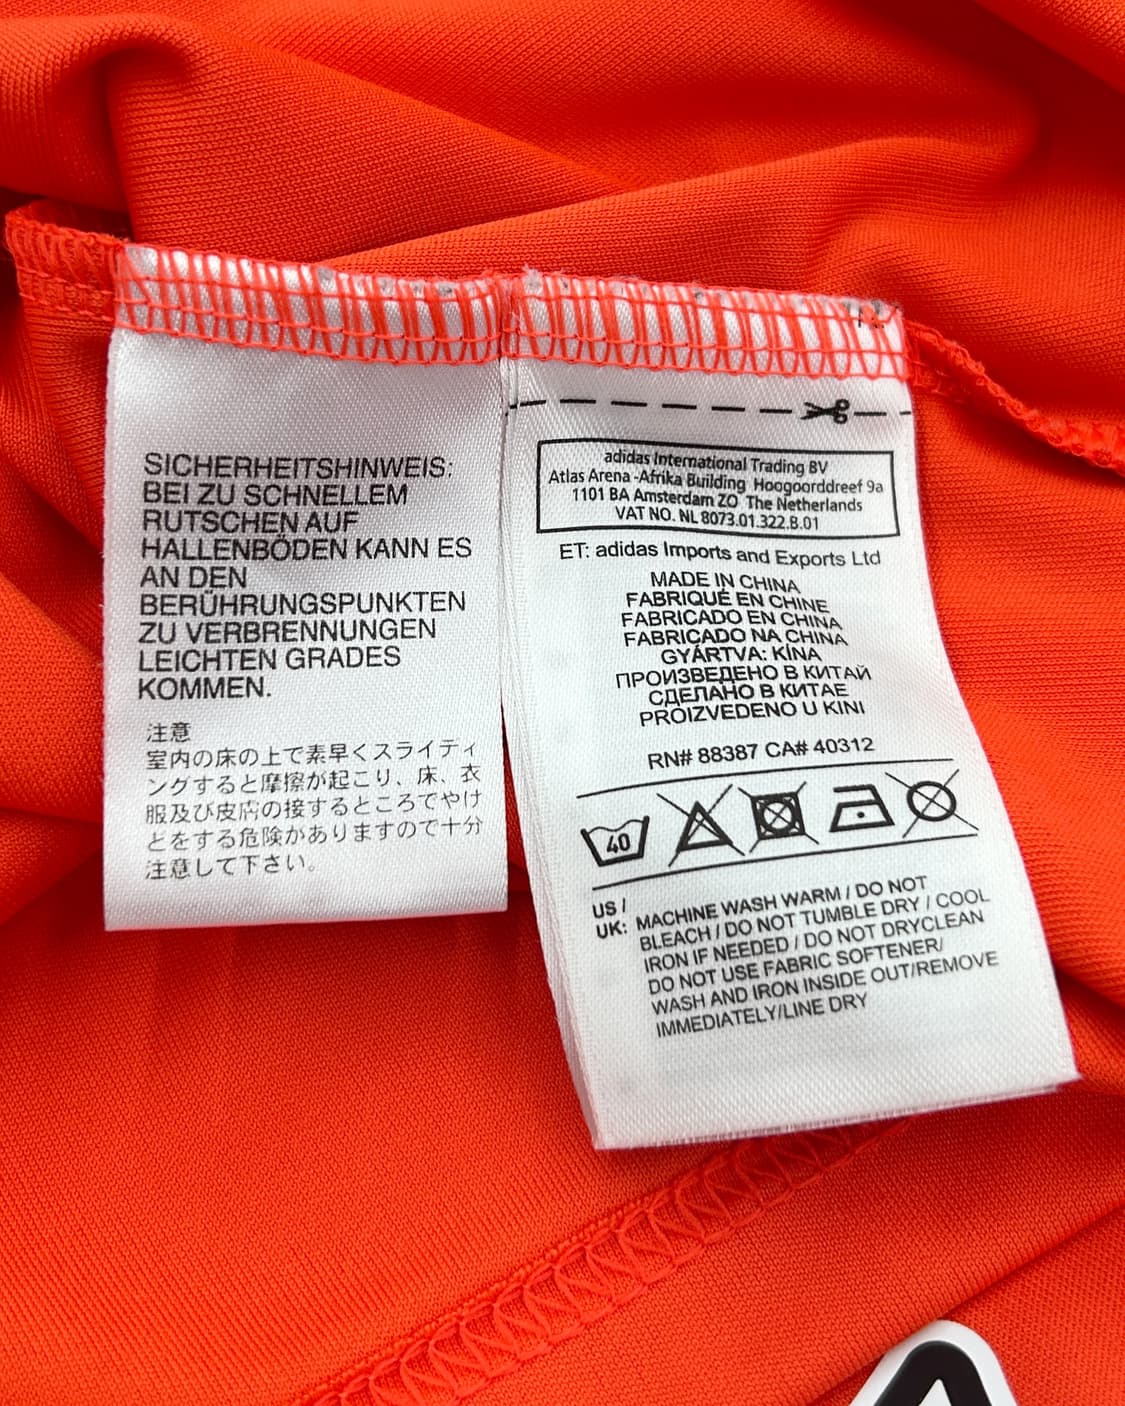 SICHERHEITSHINWEIS:
BEI ZU SCHNELLEM
RUTSCHEN AUF
HALLENBÖDEN KANN ES
AN DEN
BERÜHRUNGSPUNKTEN
ZU VERBRENNUNGEN
LEICHTEN GRADES
KOMMEN.
注意
室内の床の上で素早くスライディ
ングすると摩擦が起こり、床、衣
服及び皮膚の接するところでやけ
どをする危険がありますので十分
注意して下さい。
adidas International Trading BV
Atlas Arena -Afrika Building Hoogoorddreef 9a
1101 BA Amsterdam ZO The Netherlands
VAT NO. NL 8073.01.322.B.01
ET: adidas Imports and Exports Ltd
MADE IN CHINA
FABRIQUÉ EN CHINE
FABRICADO EN CHINA
FABRICADO NA CHINA
GYÁRTVA: KÍNA
ПРОИЗВЕДЕНО В КИТАЙ
СДЕЛАНО В КИТАЕ
PROIZVEDENO U KINI
RN# 88387 CA# 40312
40
US /
UK: MACHINE WASH WARM / DO NOT
BLEACH / DO NOT TUMBLE DRY / COOL
IRON IF NEEDED / DO NOT DRYCLEAN
DO NOT USE FABRIC SOFTENER/
WASH AND IRON INSIDE OUT/REMOVE
IMMEDIATELY/LINE DRY